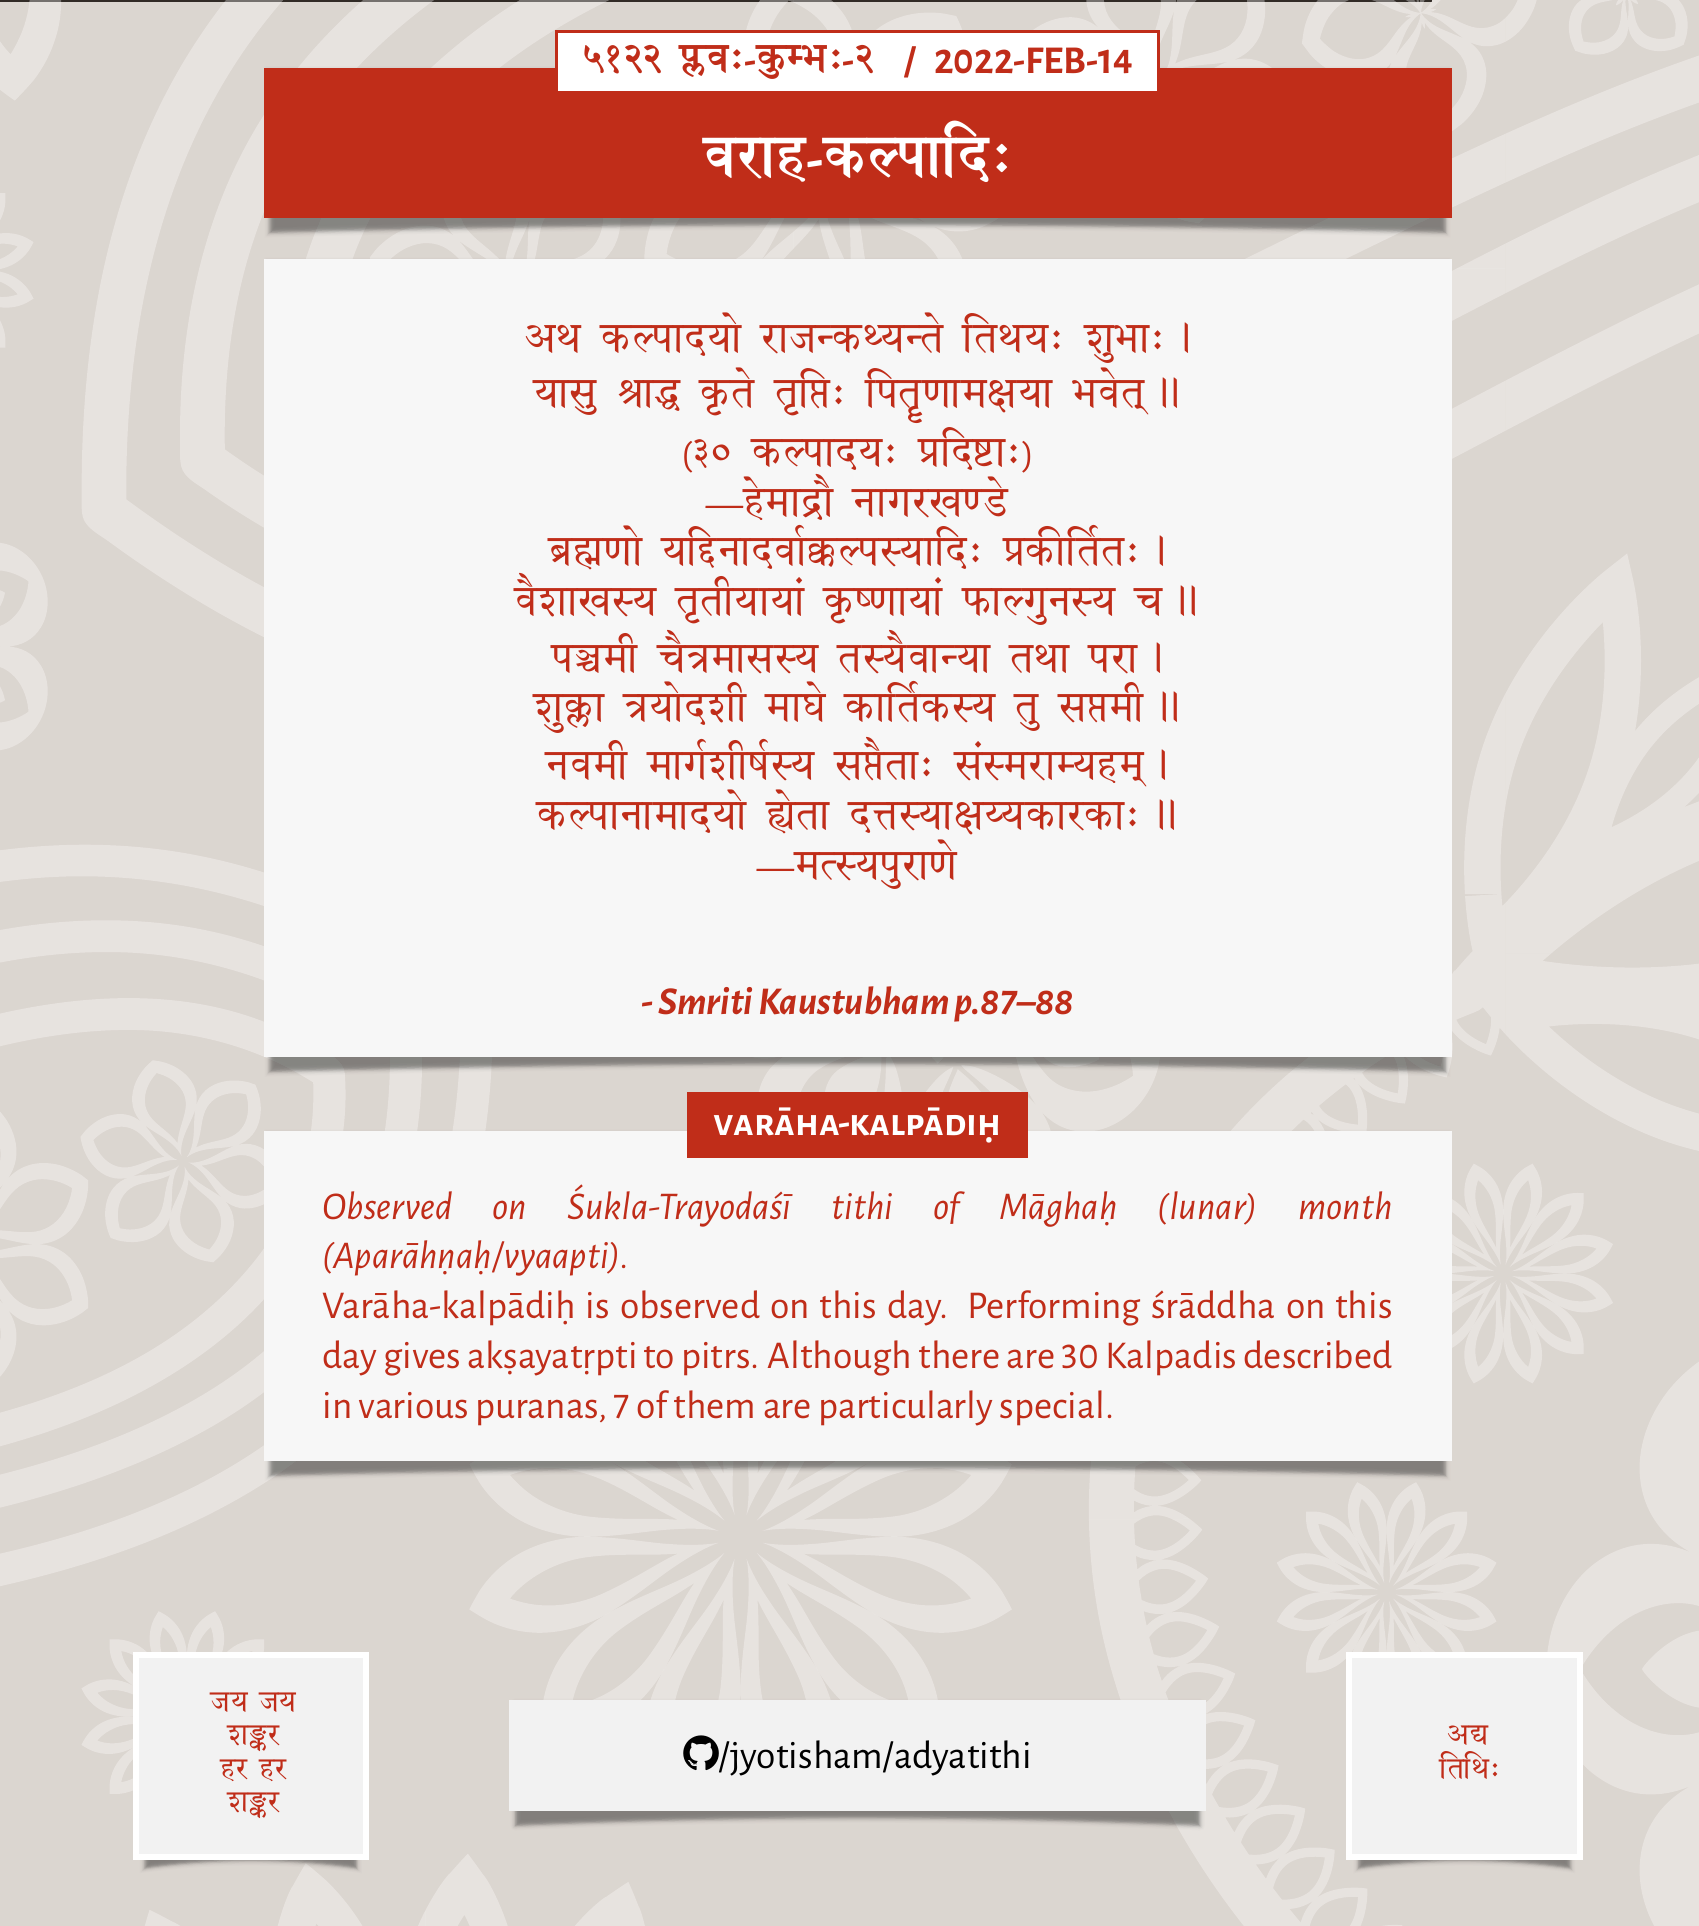 ५१२२ प्लवः-कुम्भः-२ / 2022-FEB-14
वराह-कल्पादिः
अथ कल्पादयो राजन्कथ्यन्ते तिथयः शुभाः ।
यासु श्राद्धे कृते तृप्तिः पितॄणामक्षया भवेत् ॥
(३० कल्पादयः प्रदिष्टाः)
—हेमाद्रौ नागरखण्डे
ब्रह्मणो यद्दिनादर्वाक्कल्पस्यादिः प्रकीर्तितः ।
वैशाखस्य तृतीयायां कृष्णायां फाल्गुनस्य च ॥
पञ्चमी चैत्रमासस्य तस्यैवान्या तथा परा ।
शुक्ला त्रयोदशी माघे कार्तिकस्य तु सप्तमी ॥
नवमी मार्गशीर्षस्य सप्तैताः संस्मराम्यहम् ।
कल्पानामादयो ह्येता दत्तस्याक्षय्यकारकाः ॥
—मत्स्यपुराणे
- Smriti Kaustubham p.87–88
VARĀHA-KALPĀDIḤ
Observed on Śukla-Trayodaśī tithi of Māghaḥ (lunar) month
(Aparāhṇaḥ/vyaapti).
Varāha-kalpādiḥ is observed on this day. Performing śrāddha on this
day gives akṣayatṛpti to pitrs. Although there are 30 Kalpadis described
in various puranas, 7 of them are particularly special.
जय जय
शङ्कर
हर हर
शङ्कर
/jyotisham/adyatithi
अद्य
तिथिः